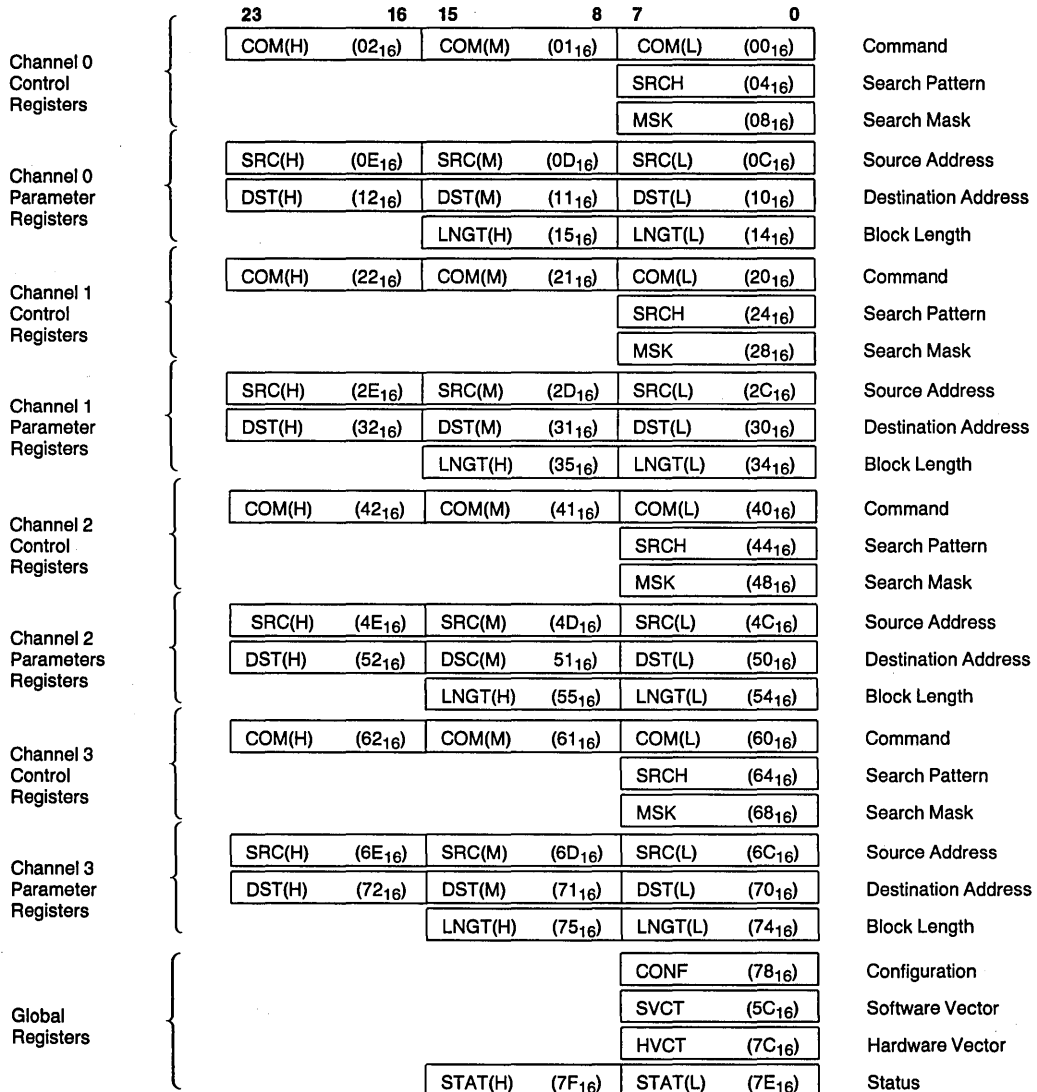 23 16 15 8 7 0
Channel 0
Control
Registers
COM(H) (02₁₆) COM(M) (01₁₆) COM(L) (00₁₆) Command
SRCH (04₁₆) Search Pattern
MSK (08₁₆) Search Mask
Channel 0
Parameter
Registers
SRC(H) (0E₁₆) SRC(M) (0D₁₆) SRC(L) (0C₁₆) Source Address
DST(H) (12₁₆) DST(M) (11₁₆) DST(L) (10₁₆) Destination Address
LNGT(H) (15₁₆) LNGT(L) (14₁₆) Block Length
Channel 1
Control
Registers
COM(H) (22₁₆) COM(M) (21₁₆) COM(L) (20₁₆) Command
SRCH (24₁₆) Search Pattern
MSK (28₁₆) Search Mask
Channel 1
Parameter
Registers
SRC(H) (2E₁₆) SRC(M) (2D₁₆) SRC(L) (2C₁₆) Source Address
DST(H) (32₁₆) DST(M) (31₁₆) DST(L) (30₁₆) Destination Address
LNGT(H) (35₁₆) LNGT(L) (34₁₆) Block Length
Channel 2
Control
Registers
COM(H) (42₁₆) COM(M) (41₁₆) COM(L) (40₁₆) Command
SRCH (44₁₆) Search Pattern
MSK (48₁₆) Search Mask
Channel 2
Parameters
Registers
SRC(H) (4E₁₆) SRC(M) (4D₁₆) SRC(L) (4C₁₆) Source Address
DST(H) (52₁₆) DSC(M) 51₁₆) DST(L) (50₁₆) Destination Address
LNGT(H) (55₁₆) LNGT(L) (54₁₆) Block Length
Channel 3
Control
Registers
COM(H) (62₁₆) COM(M) (61₁₆) COM(L) (60₁₆) Command
SRCH (64₁₆) Search Pattern
MSK (68₁₆) Search Mask
Channel 3
Parameter
Registers
SRC(H) (6E₁₆) SRC(M) (6D₁₆) SRC(L) (6C₁₆) Source Address
DST(H) (72₁₆) DST(M) (71₁₆) DST(L) (70₁₆) Destination Address
LNGT(H) (75₁₆) LNGT(L) (74₁₆) Block Length
Global
Registers
CONF (78₁₆) Configuration
SVCT (5C₁₆) Software Vector
HVCT (7C₁₆) Hardware Vector
STAT(H) (7F₁₆) STAT(L) (7E₁₆) Status